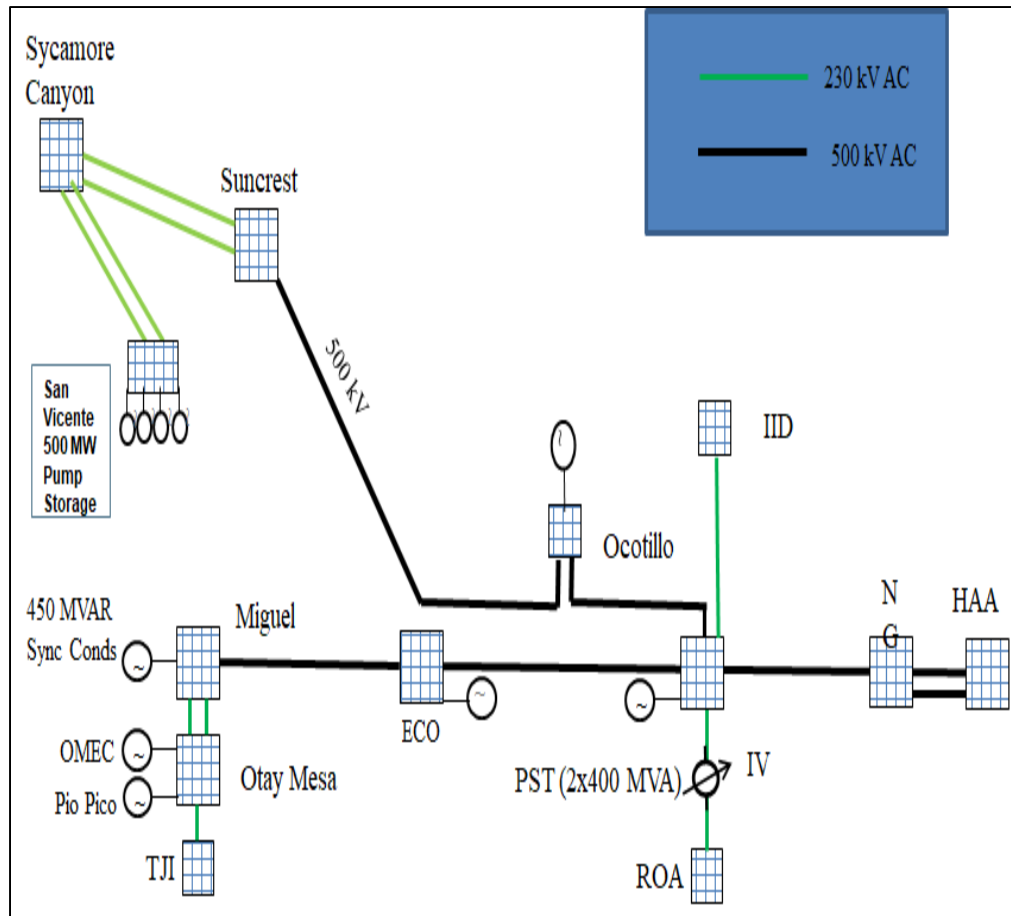 Sycamore
Canyon
230 kV AC
500 kV AC
Suncrest
500 kV
San
Vicente
500 MW
Pump
Storage
IID
Ocotillo
450 MVAR
Sync Conds
Miguel
N
G
HAA
ECO
OMEC
Pio Pico
Otay Mesa
PST (2x400 MVA)
IV
TJI
ROA